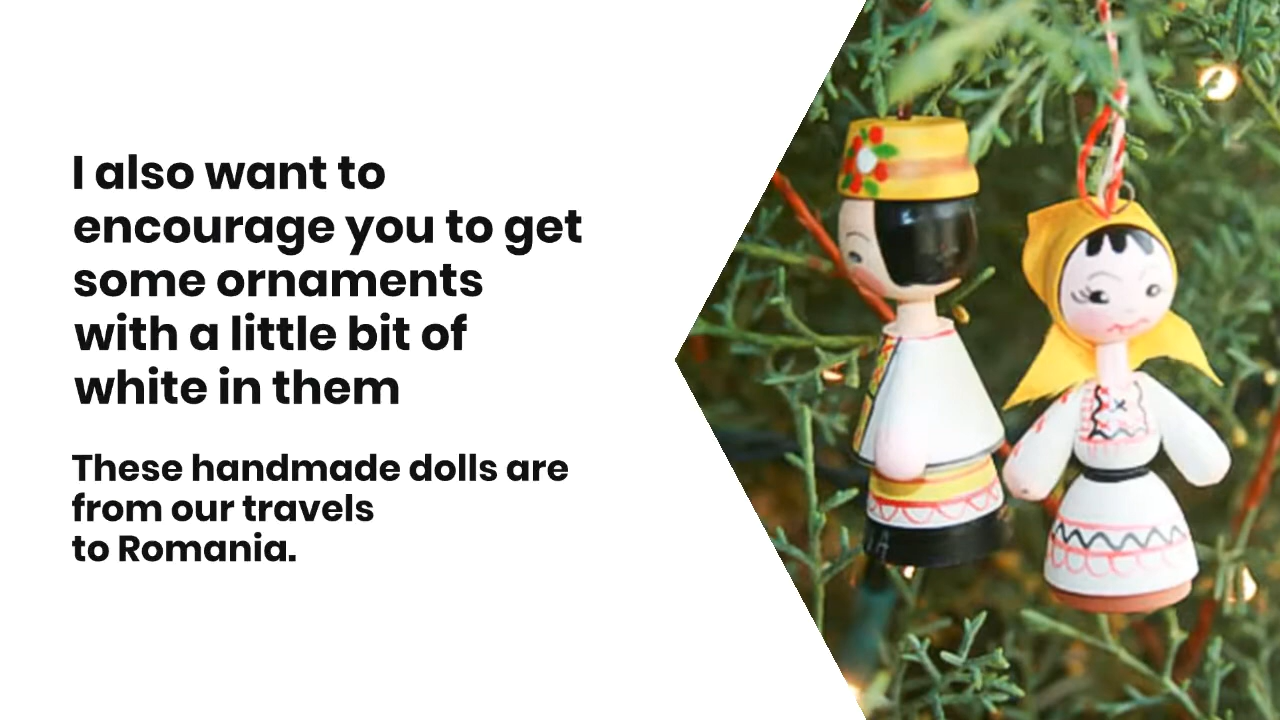 I also want to
encourage you to get
some ornaments
with a little bit of
white in them
These handmade dolls are
from our travels
to Romania.